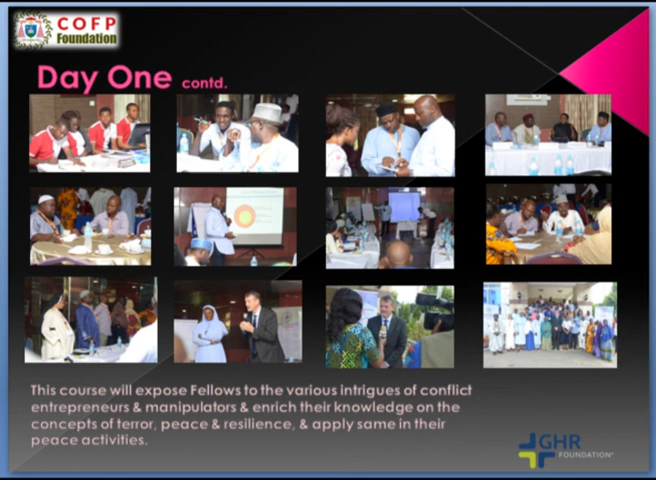 COFP
Foundation
Day One contd.
This course will expose Fellows to the various intrigues of conflict
entrepreneurs & manipulators & enrich their knowledge on the
concepts of terror, peace & resilience, & apply same in their
peace activities.
GHR
FOUNDATION